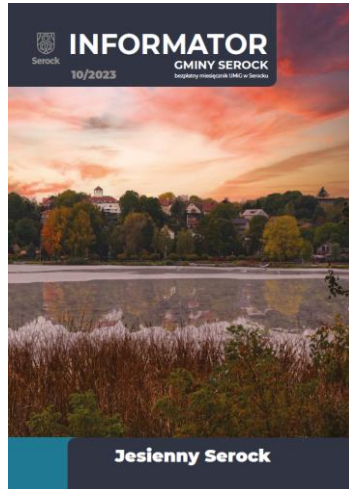 INFORMATOR
GMINY SEROCK
bezpłatny miesięcznik UMiG w Serocku
Serock
10/2023
Jesienny Serock